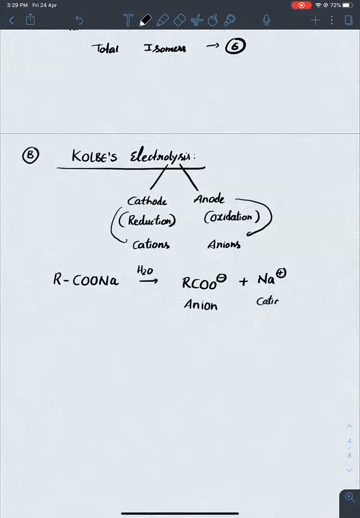 3:29 PM Fri 24 Apr
72%
Total Isomers → 6
B KOLBE'S Electrolysis:
Cathode Anode
(Reduction) (Oxidation)
Cations Anions
R-COONa H₂O → RCOO⊖ + Na⊕
Anion Catio
4
8